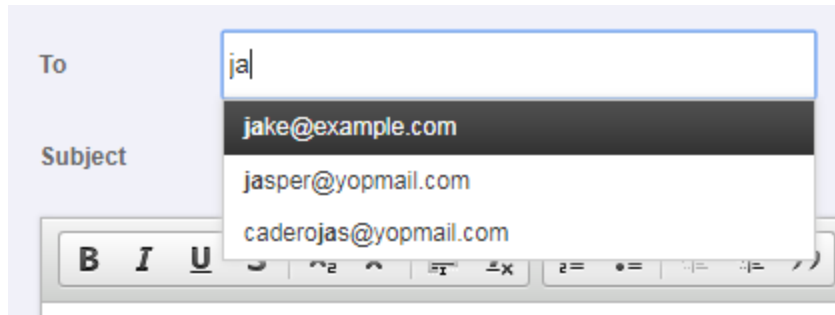 To
ja
jake@example.com
Subject
jasper@yopmail.com
caderojas@yopmail.com
B I U